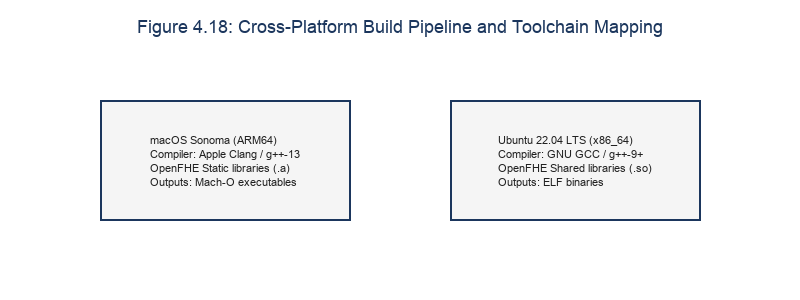 Figure 4.18: Cross-Platform Build Pipeline and Toolchain Mapping
macOS Sonoma (ARM64)
Compiler: Apple Clang / g++-13
OpenFHE Static libraries (.a)
Outputs: Mach-O executables
Ubuntu 22.04 LTS (x86_64)
Compiler: GNU GCC / g++-9+
OpenFHE Shared libraries (.so)
Outputs: ELF binaries